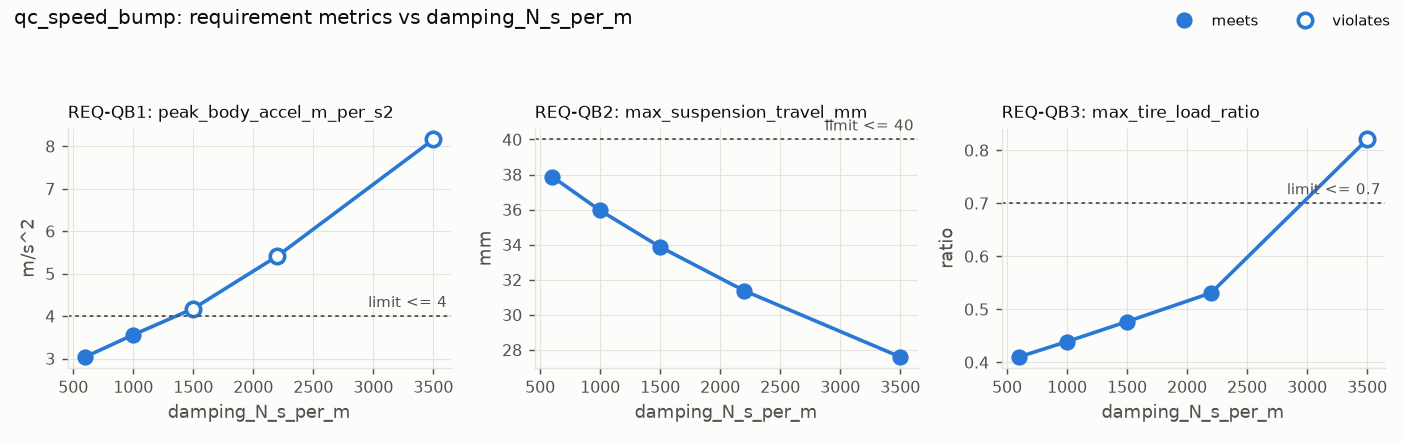 qc_speed_bump: requirement metrics vs damping_N_s_per_m
meets
violates
REQ-QB1: peak_body_accel_m_per_s2
m/s^2
8
7
6
5
4
3
limit <= 4
500 1000 1500 2000 2500 3000 3500
damping_N_s_per_m
REQ-QB2: max_suspension_travel_mm
mm
40
38
36
34
32
30
28
limit <= 40
500 1000 1500 2000 2500 3000 3500
damping_N_s_per_m
REQ-QB3: max_tire_load_ratio
ratio
0.8
0.7
0.6
0.5
0.4
limit <= 0.7
500 1000 1500 2000 2500 3000 3500
damping_N_s_per_m